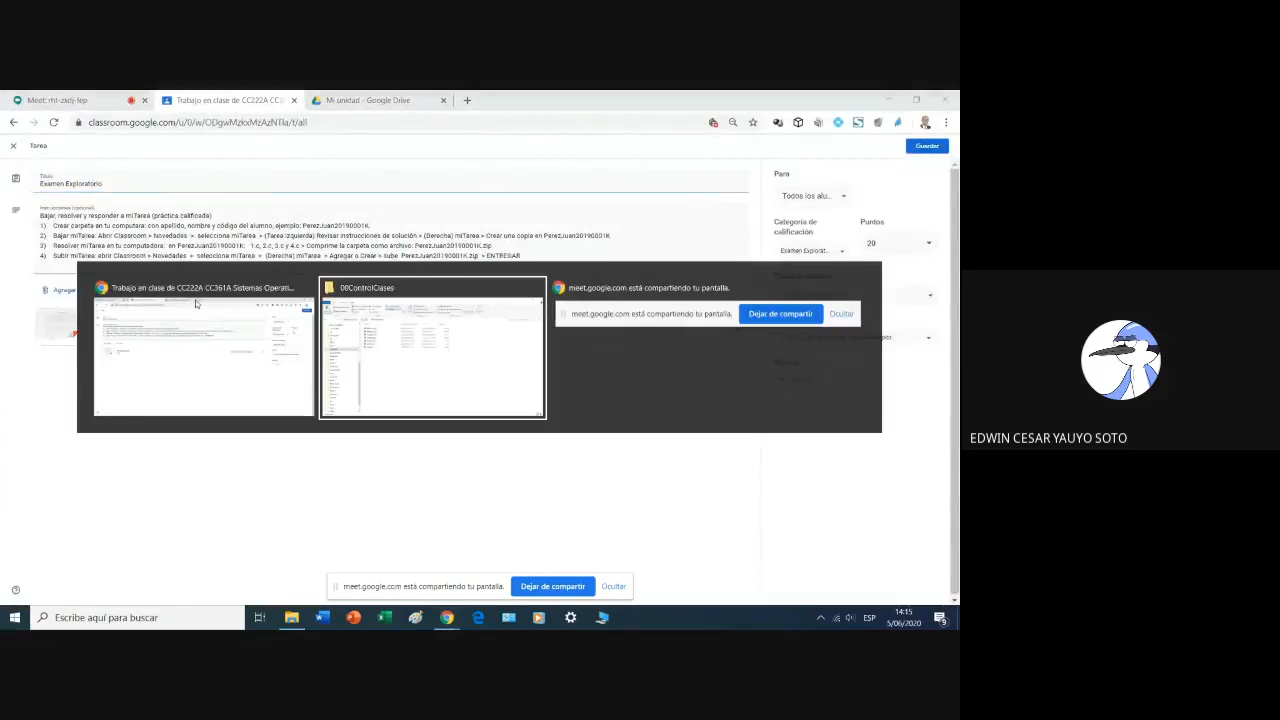 Meet: rht-zxdj-tep
Trabajo en clase de CC222A CC3
Mi unidad - Google Drive
classroom.google.com/u/0/w/ODgwMzkxMzAzNTla/t/all
Tarea
Guardar
Título
Examen Exploratorio
Instrucciones (opcional)
Bajar, resolver y responder a miTarea (práctica calificada)
1) Crear carpeta en tu computara: con apellido, nombre y código del alumno, ejemplo: PerezJuan20190001K.
2) Bajar miTarea: Abrir Classroom > Novedades > selecciona miTarea > (Tarea izquierda) Revisar instrucciones de solución > (Derecha) miTarea > Crear una copia en PerezJuan20190001K
3) Resolver miTarea en tu computadora: en PerezJuan20190001K: 1.c, 2.c, 3.c y 4.c > Comprime la carpeta como archivo: PerezJuan20190001K.zip
4) Subir miTarea: abrir Classroom > Novedades > selecciona miTarea > (Derecha) miTarea > Agregar o Crear > sube PerezJuan20190001K.zip > ENTREGAR
Agregar
Para
Todos los alu...
Categoría de calificación
Puntos
Examen Explorat...
20
Trabajo en clase de CC222A CC361A Sistemas Operati...
00ControlClases
meet.google.com está compartiendo tu pantalla.
meet.google.com está compartiendo tu pantalla.
Dejar de compartir
Ocultar
meet.google.com está compartiendo tu pantalla.
Dejar de compartir
Ocultar
EDWIN CESAR YAUYO SOTO
Escribe aquí para buscar
ESP
14:15
5/06/2020